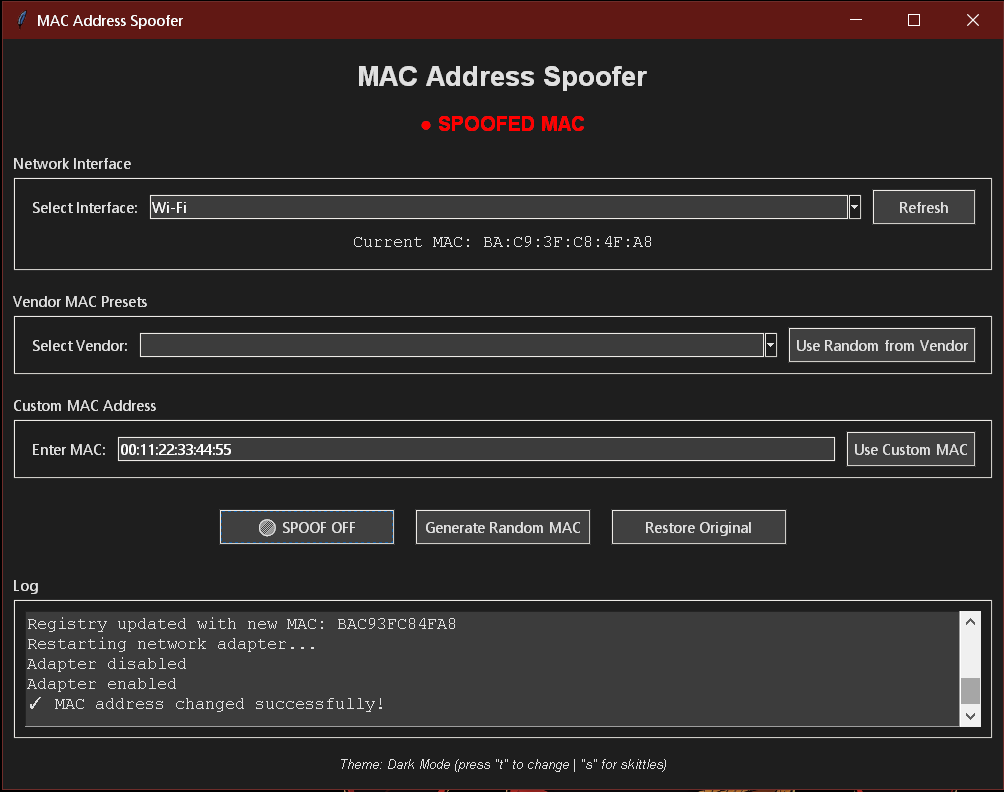 MAC Address Spoofer
MAC Address Spoofer
● SPOOFED MAC
Network Interface
Select Interface: Wi-Fi Refresh
Current MAC: BA:C9:3F:C8:4F:A8
Vendor MAC Presets
Select Vendor: Use Random from Vendor
Custom MAC Address
Enter MAC: 00:11:22:33:44:55 Use Custom MAC
SPOOF OFF Generate Random MAC Restore Original
Log
Registry updated with new MAC: BAC93FC84FA8
Restarting network adapter...
Adapter disabled
Adapter enabled
✓ MAC address changed successfully!
Theme: Dark Mode (press "t" to change | "s" for skittles)